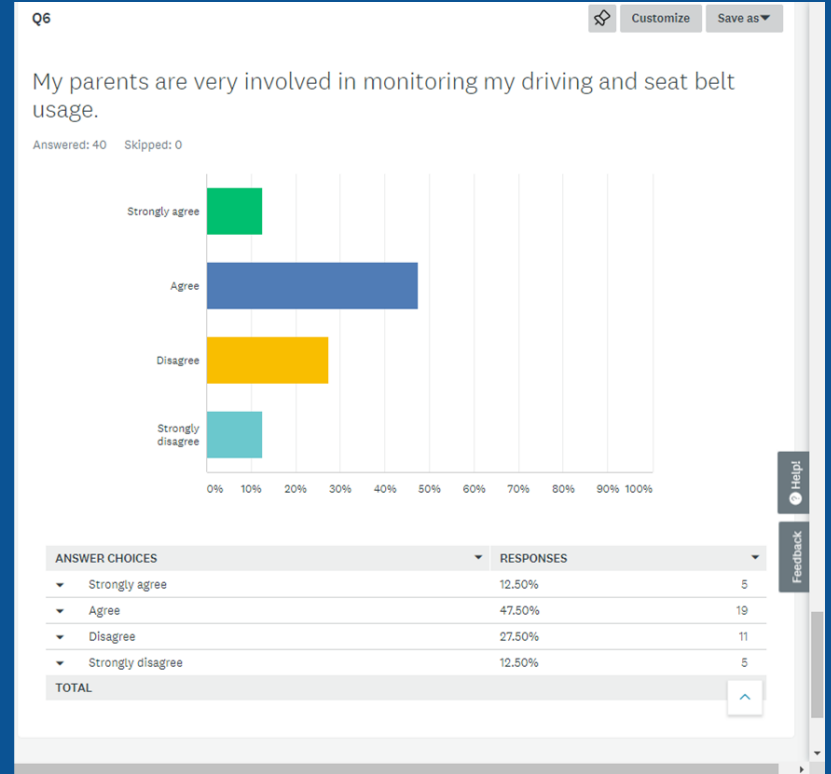 Q6
Customize
Save as
My parents are very involved in monitoring my driving and seat belt
usage.
Answered: 40 Skipped: 0
Strongly agree
Agree
Disagree
Strongly
disagree
0% 10% 20% 30% 40% 50% 60% 70% 80% 90% 100%
? Help!
Feedback
ANSWER CHOICES RESPONSES
Strongly agree 12.50% 5
Agree 47.50% 19
Disagree 27.50% 11
Strongly disagree 12.50% 5
TOTAL